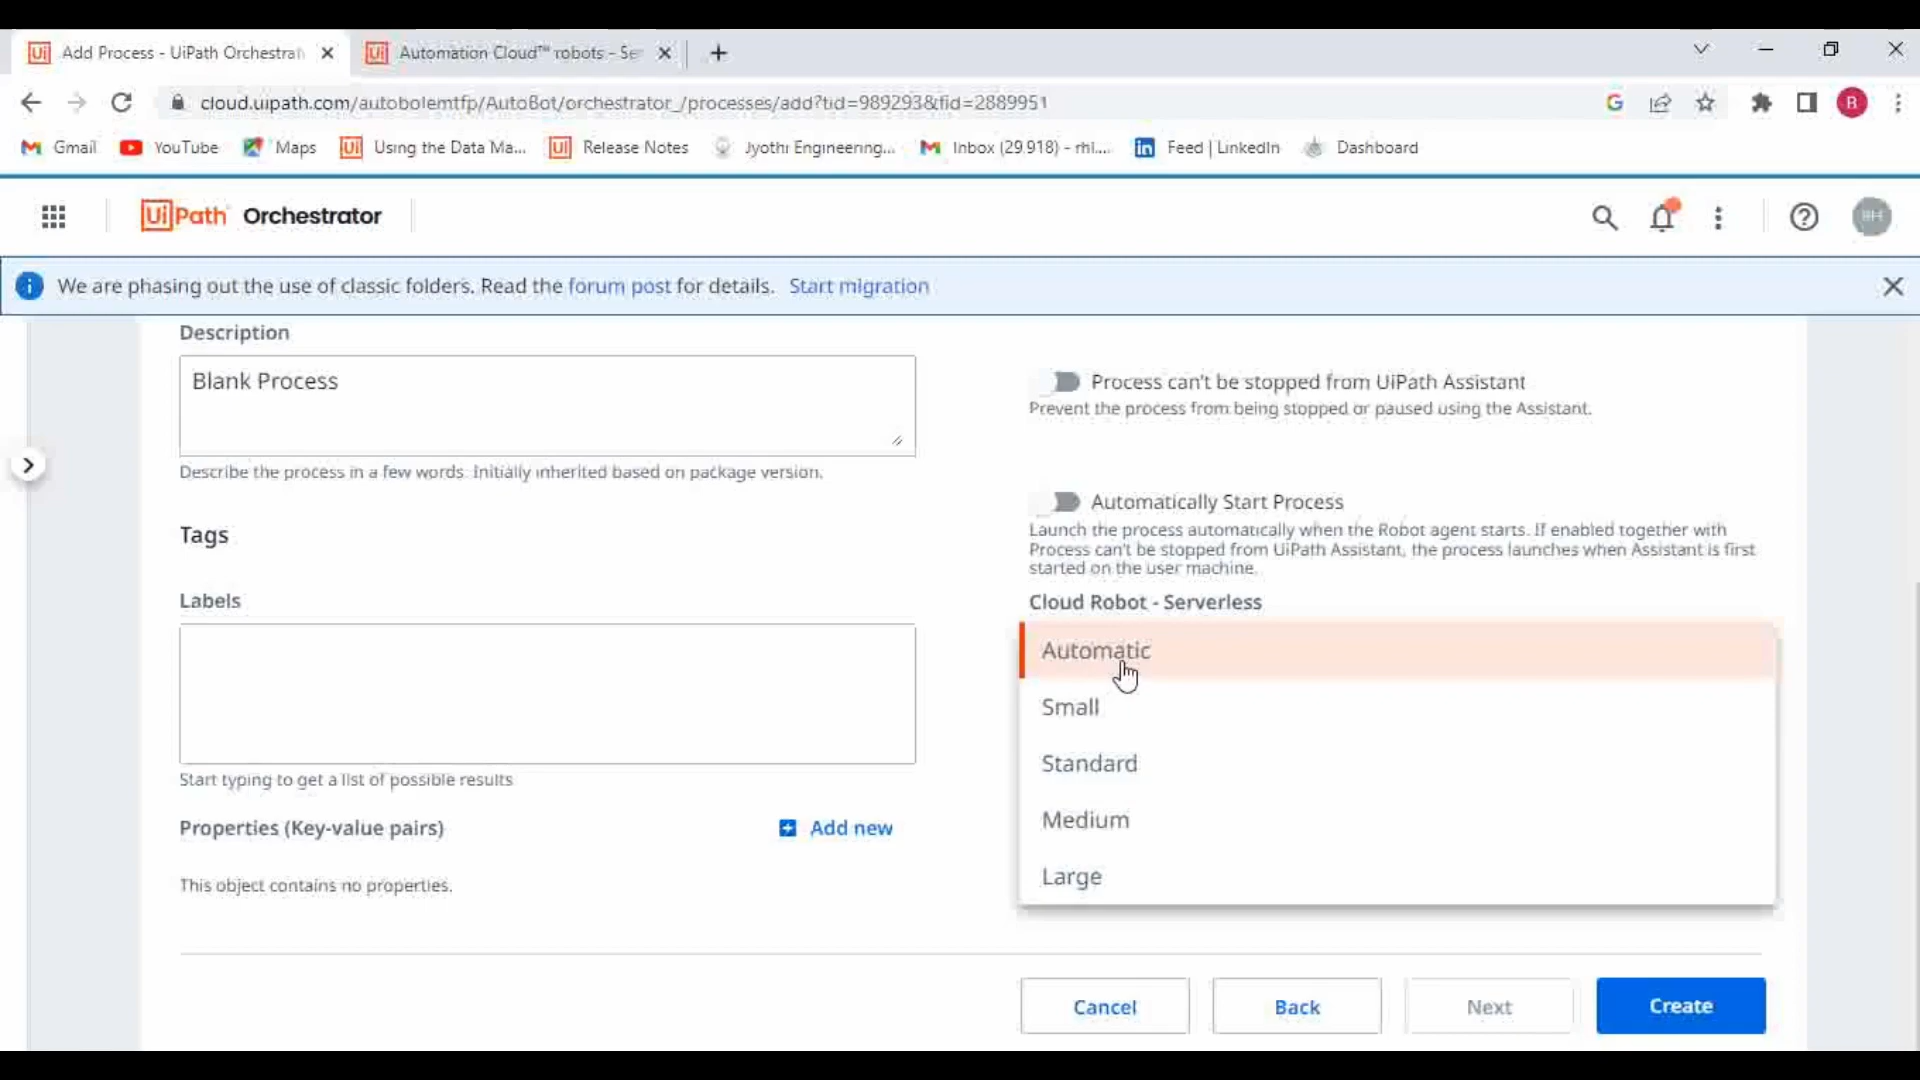 Add Process - UiPath Orchestrat
Automation Cloud™ robots - Se
cloud.uipath.com/autobolemtfp/AutoBot/orchestrator_/processes/add?tid=989293&fid=2889951
Gmail
YouTube
Maps
Using the Data Ma...
Release Notes
Jyothi Engineering...
Inbox (29 918) - rhl....
Feed | LinkedIn
Dashboard
UiPath Orchestrator
We are phasing out the use of classic folders. Read the forum post for details. Start migration
Description
Blank Process
Describe the process in a few words. Initially inherited based on package version.
Tags
Labels
Start typing to get a list of possible results
Properties (Key-value pairs)
Add new
This object contains no properties.
Process can't be stopped from UiPath Assistant
Prevent the process from being stopped or paused using the Assistant.
Automatically Start Process
Launch the process automatically when the Robot agent starts. If enabled together with
Process can't be stopped from UiPath Assistant, the process launches when Assistant is first
started on the user machine.
Cloud Robot - Serverless
Automatic
Small
Standard
Medium
Large
Cancel
Back
Next
Create